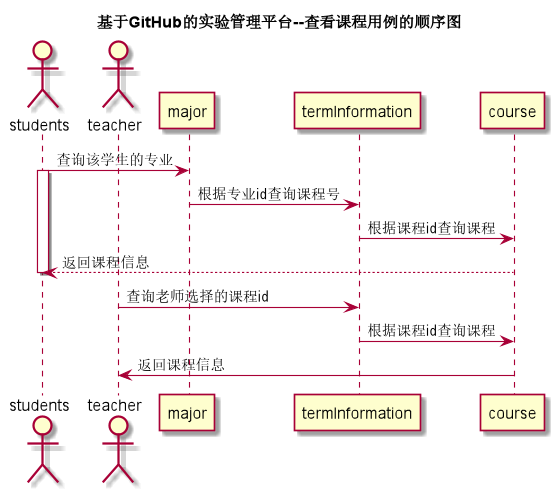 基于GitHub的实验管理平台--查看课程用例的顺序图
students
teacher
major
termInformation
course
查询该学生的专业
根据专业id查询课程号
根据课程id查询课程
返回课程信息
查询老师选择的课程id
根据课程id查询课程
返回课程信息
students
teacher
major
termInformation
course